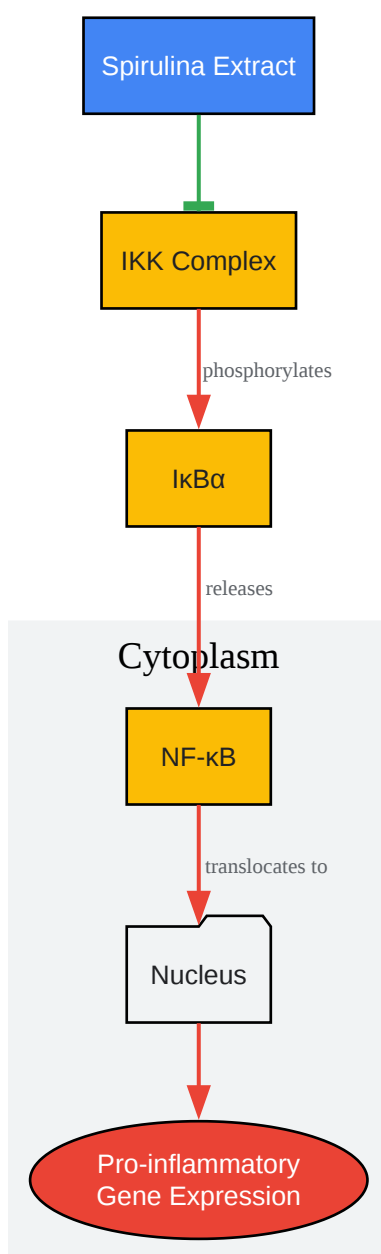 Spirulina Extract
IKK Complex
phosphorylates
IκBα
releases
Cytoplasm
NF-κB
translocates to
Nucleus
Pro-inflammatory
Gene Expression